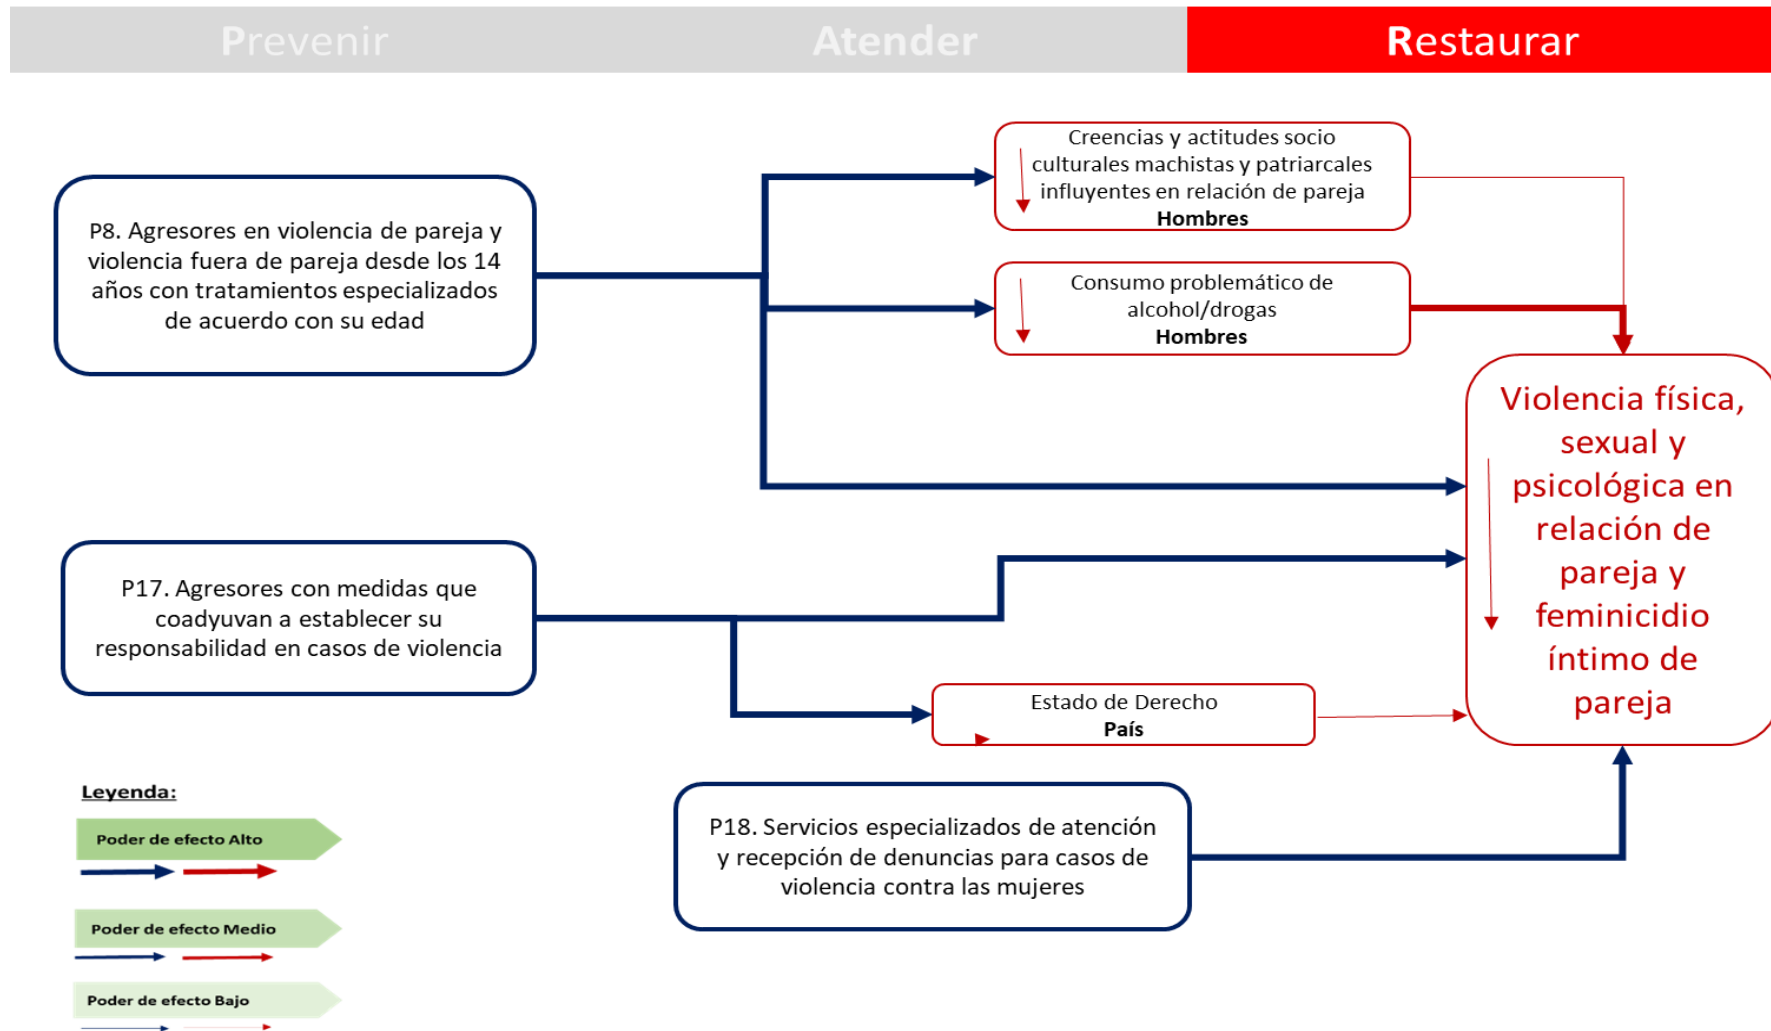 Prevenir
Atender
Restaurar
Creencias y actitudes socio
culturales machistas y patriarcales
influyentes en relación de pareja
Hombres
P8. Agresores en violencia de pareja y
violencia fuera de pareja desde los 14
años con tratamientos especializados
de acuerdo con su edad
Consumo problemático de
alcohol/drogas
Hombres
Violencia física,
sexual y
psicológica en
relación de
pareja y
feminicidio
íntimo de
pareja
P17. Agresores con medidas que
coadyuvan a establecer su
responsabilidad en casos de violencia
Estado de Derecho
País
P18. Servicios especializados de atención
y recepción de denuncias para casos de
violencia contra las mujeres
Leyenda:
Poder de efecto Alto
Poder de efecto Medio
Poder de efecto Bajo